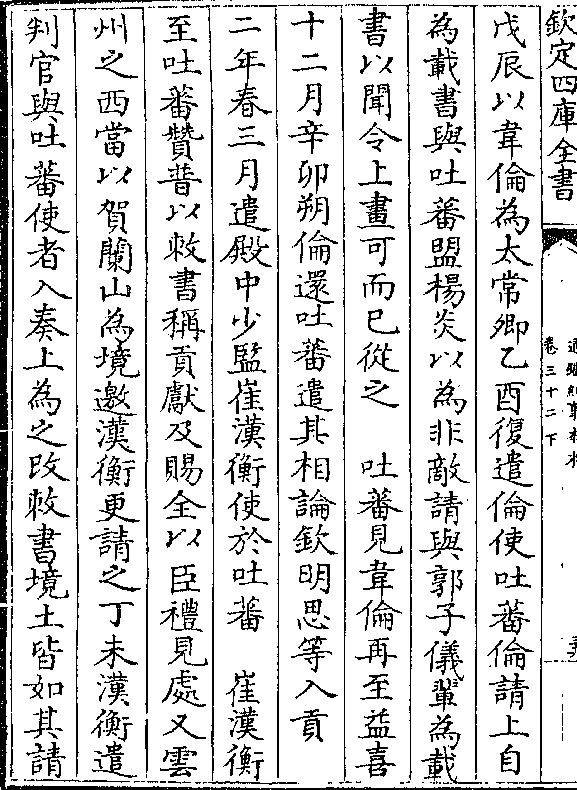 欽定四庫全書
卷三十二下
戊辰以韋倫為太常卿乙酉復遣倫使吐蕃倫請上自
為載書與吐蕃盟楊炎以為非敵請與郭子儀輩為載
書以聞令上畫可而已從之　吐蕃見韋倫再至益喜
十二月辛卯朔倫還吐蕃遣其相論欽明思等入貢
二年春三月遣殿中少監崔漢衡使於吐蕃　崔漢衡
至吐蕃贊普以敕書稱貢獻及賜全以臣禮見處又雲
州之西當以賀蘭山為境邀漢衡更請之丁未漢衡遣
判官與吐蕃使者入奏上為之改敕書境土皆如其請